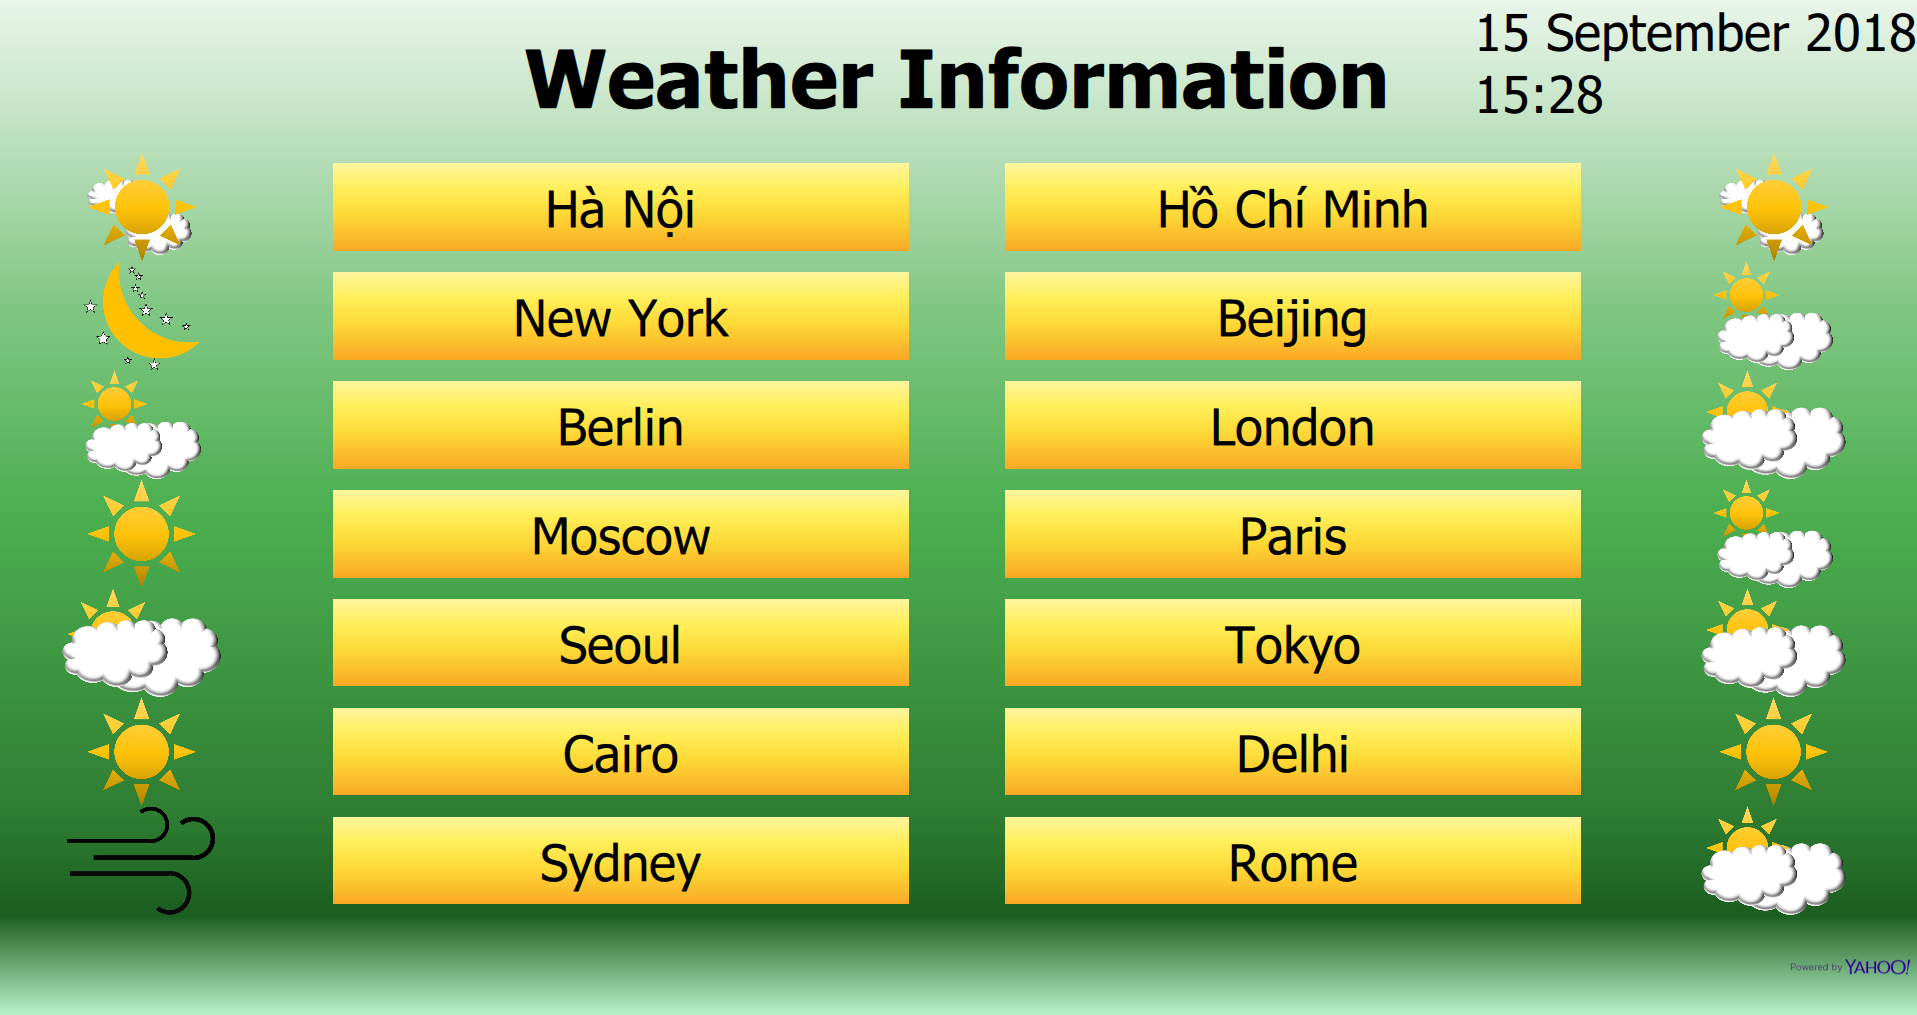 15 September 2018
Weather Information
15:28
Hà Nội
Hồ Chí Minh
New York
Beijing
Berlin
London
Moscow
Paris
Seoul
Tokyo
Cairo
Delhi
Sydney
Rome
Powered by YAHOO!